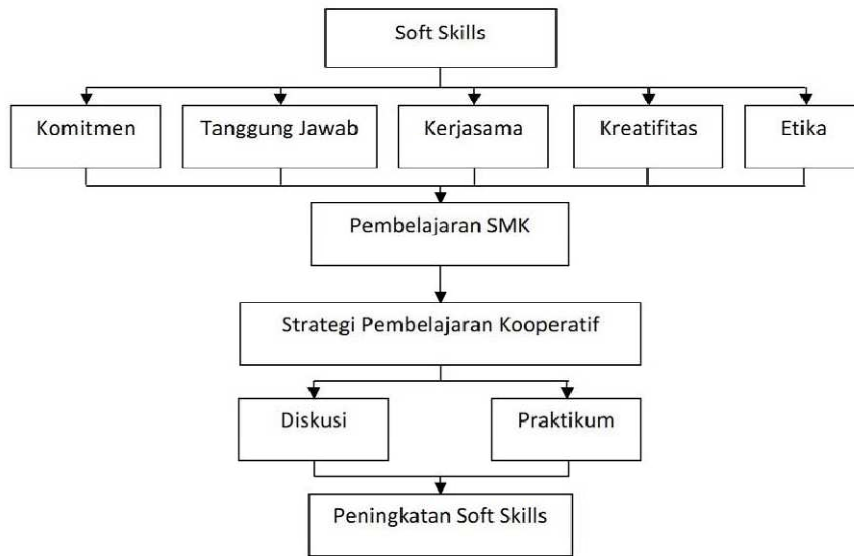 Soft Skills
Komitmen
Tanggung Jawab
Kerjasama
Kreatifitas
Etika
Pembelajaran SMK
Strategi Pembelajaran Kooperatif
Diskusi
Praktikum
Peningkatan Soft Skills